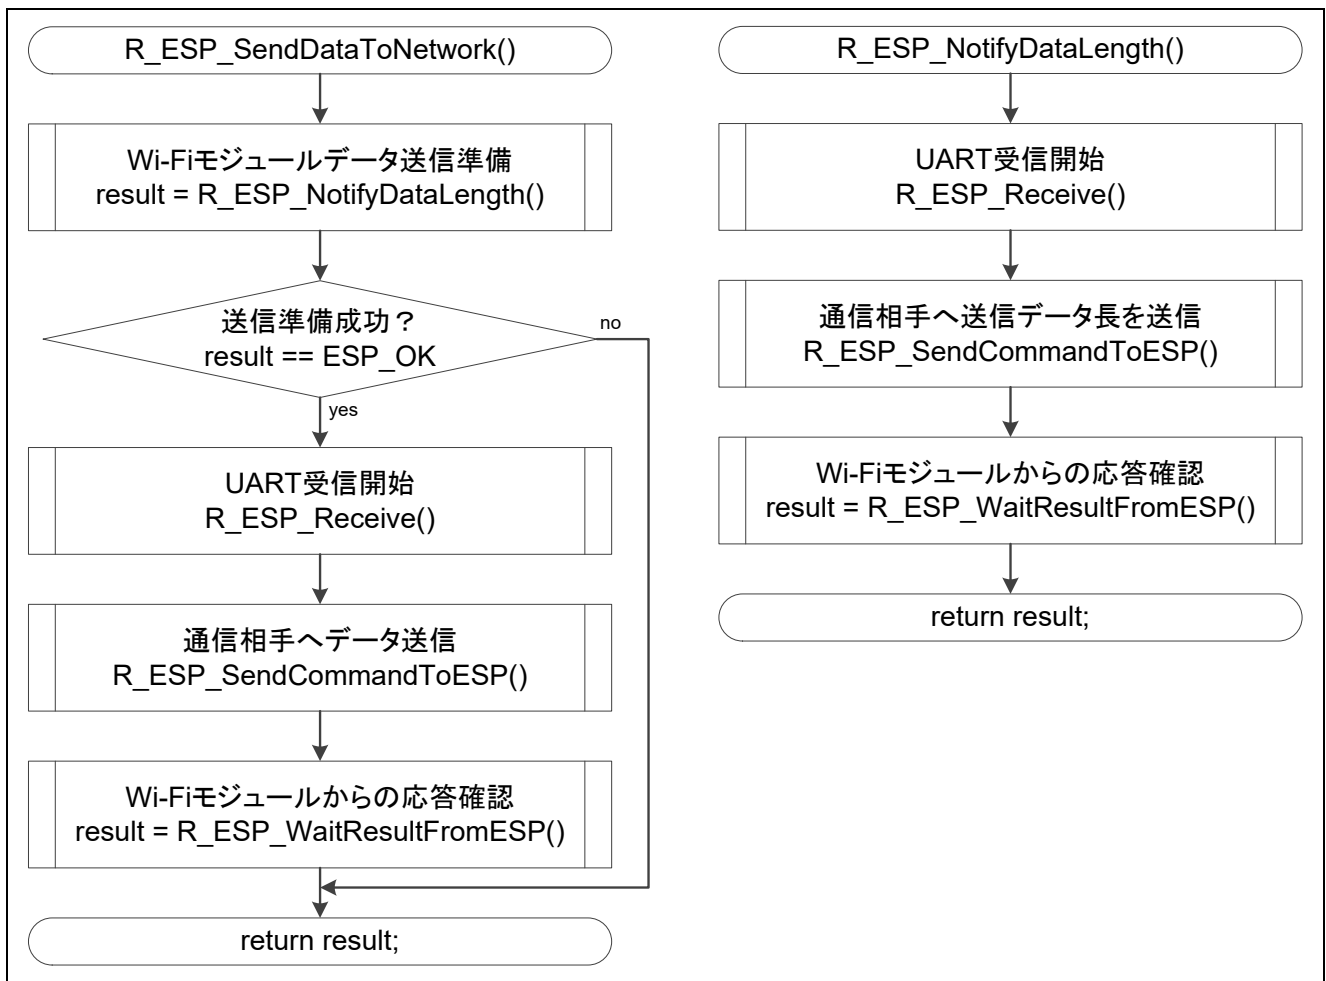 R_ESP_SendDataToNetwork()
Wi-Fiモジュールデータ送信準備
result = R_ESP_NotifyDataLength()
送信準備成功？
result == ESP_OK
no
yes
UART受信開始
R_ESP_Receive()
通信相手へデータ送信
R_ESP_SendCommandToESP()
Wi-Fiモジュールからの応答確認
result = R_ESP_WaitResultFromESP()
return result;
R_ESP_NotifyDataLength()
UART受信開始
R_ESP_Receive()
通信相手へ送信データ長を送信
R_ESP_SendCommandToESP()
Wi-Fiモジュールからの応答確認
result = R_ESP_WaitResultFromESP()
return result;